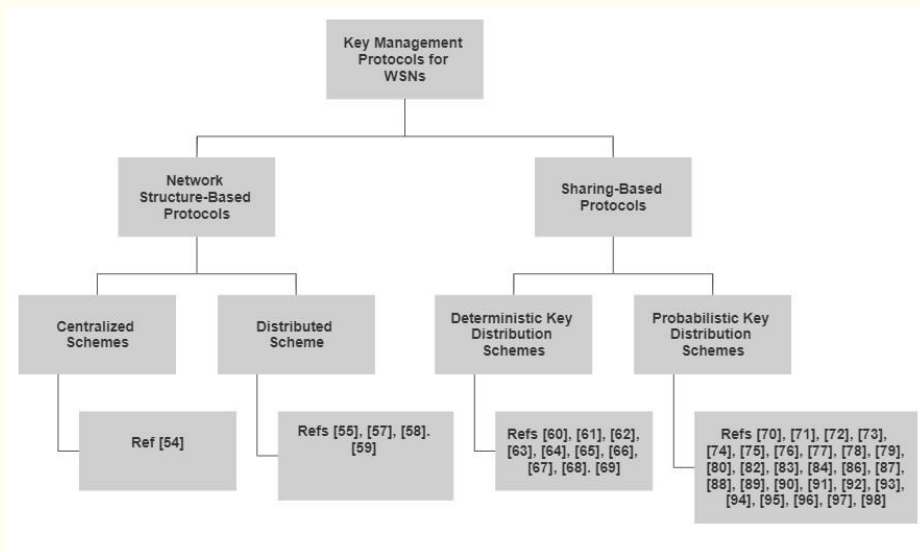 Key Management
Protocols for
WSNs
Network
Structure-Based
Protocols
Sharing-Based
Protocols
Centralized
Schemes
Distributed
Scheme
Deterministic Key
Distribution
Schemes
Probabilistic Key
Distribution
Schemes
Ref [54]
Refs [55], [57], [58].
[59]
Refs [60], [61], [62],
[63], [64], [65], [66],
[67], [68]. [69]
Refs [70], [71], [72], [73],
[74], [75], [76], [77], [78], [79],
[80], [82], [83], [84], [86], [87],
[88], [89], [90], [91], [92], [93],
[94], [95], [96], [97], [98]